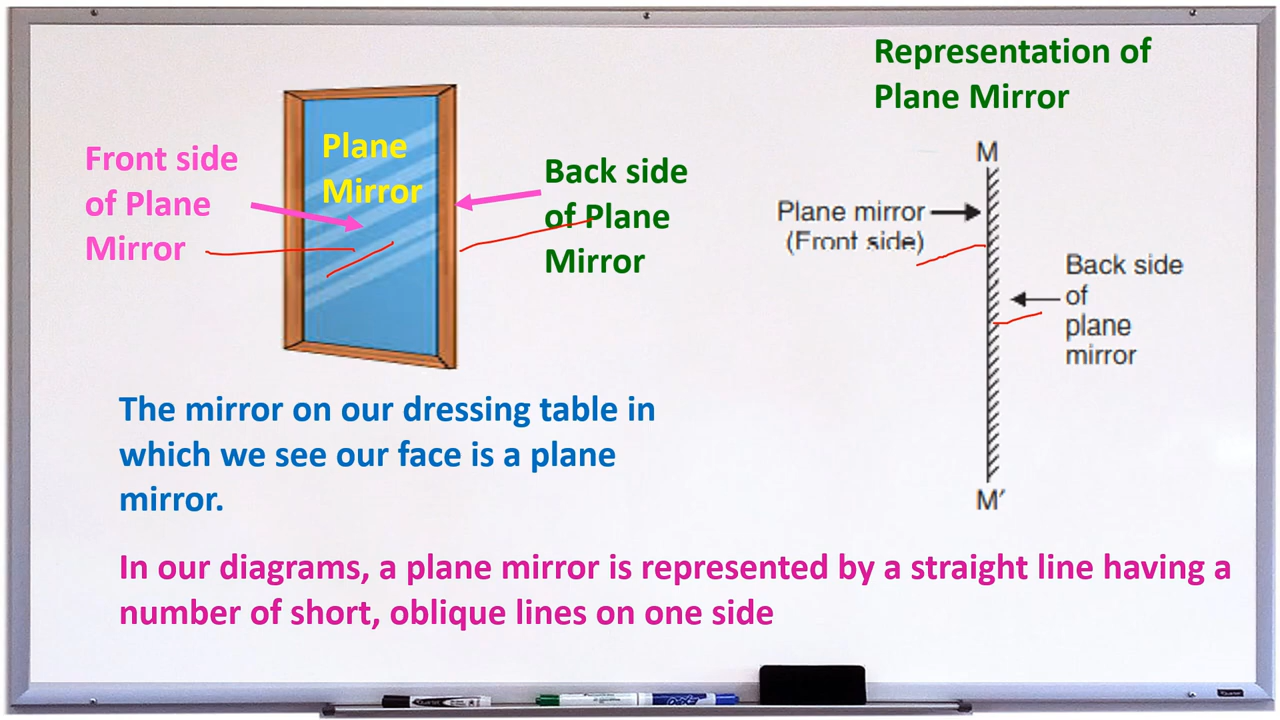 Front side
of Plane
Mirror
Plane
Mirror
Back side
of Plane
Mirror
The mirror on our dressing table in
which we see our face is a plane
mirror.
Representation of
Plane Mirror
M
Plane mirror
(Front side)
Back side
of
plane
mirror
M′
In our diagrams, a plane mirror is represented by a straight line having a
number of short, oblique lines on one side